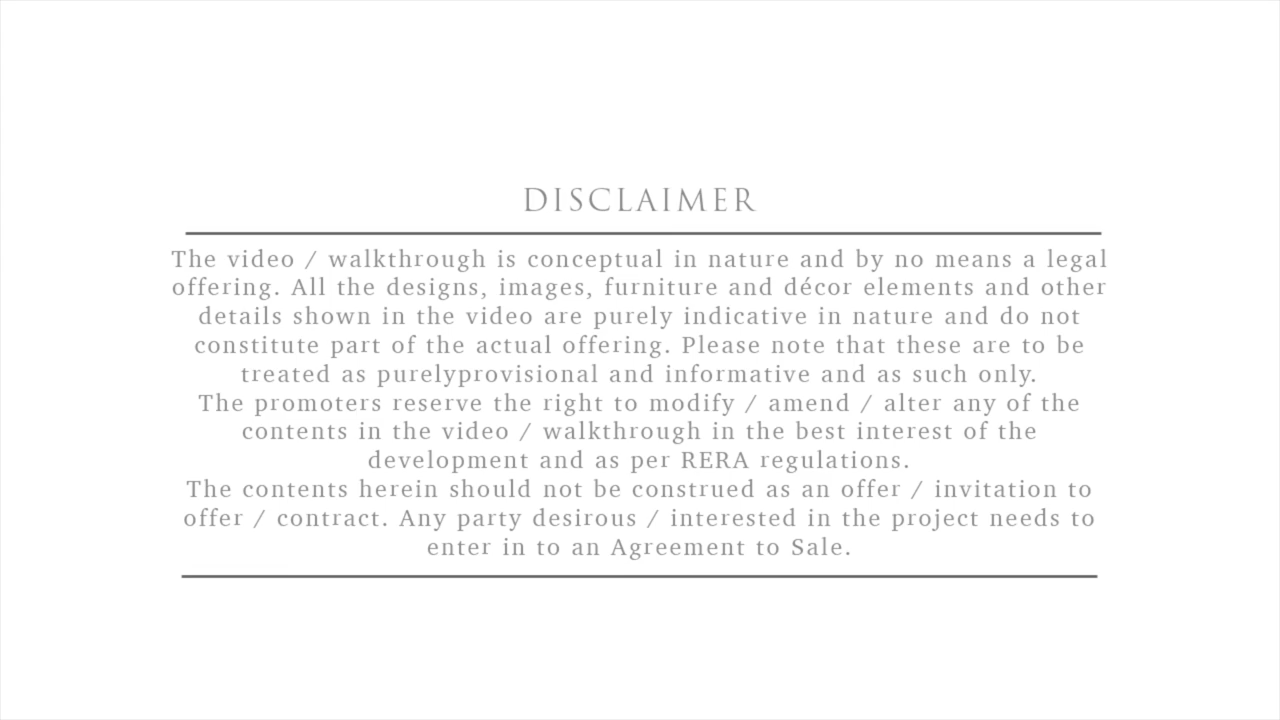 DISCLAIMER
The video / walkthrough is conceptual in nature and by no means a legal
offering. All the designs, images, furniture and décor elements and other
details shown in the video are purely indicative in nature and do not
constitute part of the actual offering. Please note that these are to be
treated as purelyprovisional and informative and as such only.
The promoters reserve the right to modify / amend / alter any of the
contents in the video / walkthrough in the best interest of the
development and as per RERA regulations.
The contents herein should not be construed as an offer / invitation to
offer / contract. Any party desirous / interested in the project needs to
enter in to an Agreement to Sale.